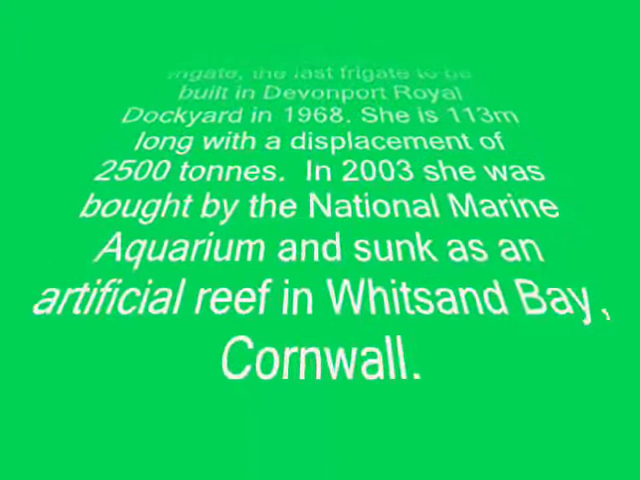 frigate, the last frigate to be
built in Devonport Royal
Dockyard in 1968. She is 113m
long with a displacement of
2500 tonnes. In 2003 she was
bought by the National Marine
Aquarium and sunk as an
artificial reef in Whitsand Bay,
Cornwall.